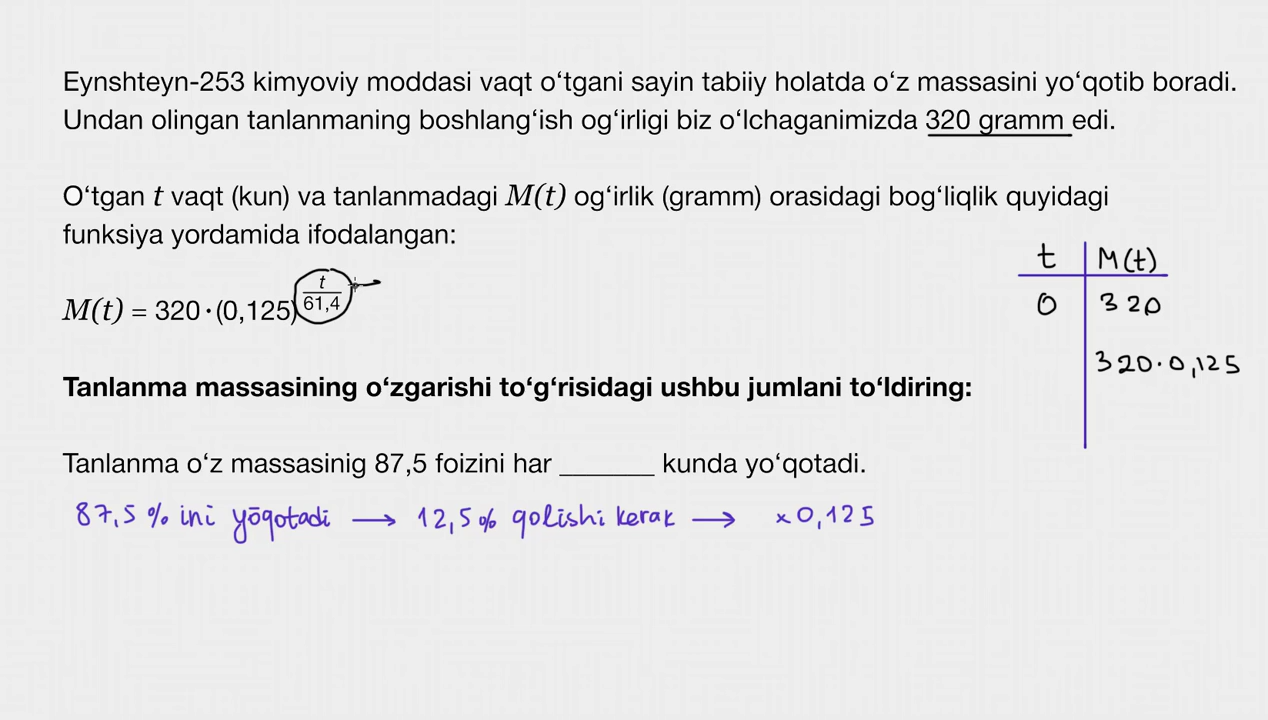 Eynshteyn-253 kimyoviy moddasi vaqt o‘tgani sayin tabiiy holatda o‘z massasini yo‘qotib boradi.
Undan olingan tanlanmaning boshlang‘ish og‘irligi biz o‘lchaganimizda 320 gramm edi.
O‘tgan t vaqt (kun) va tanlanmadagi M(t) og‘irlik (gramm) orasidagi bog‘liqlik quyidagi
funksiya yordamida ifodalangan:
t M(t)
M(t) = 320·(0,125)^(t/61,4)
0 320
320·0,125
Tanlanma massasining o‘zgarishi to‘g‘risidagi ushbu jumlani to‘ldiring:
Tanlanma o‘z massasinig 87,5 foizini har _______ kunda yo‘qotadi.
87,5 % ini yōqotadi → 12,5% qolishi kerak → ×0,125